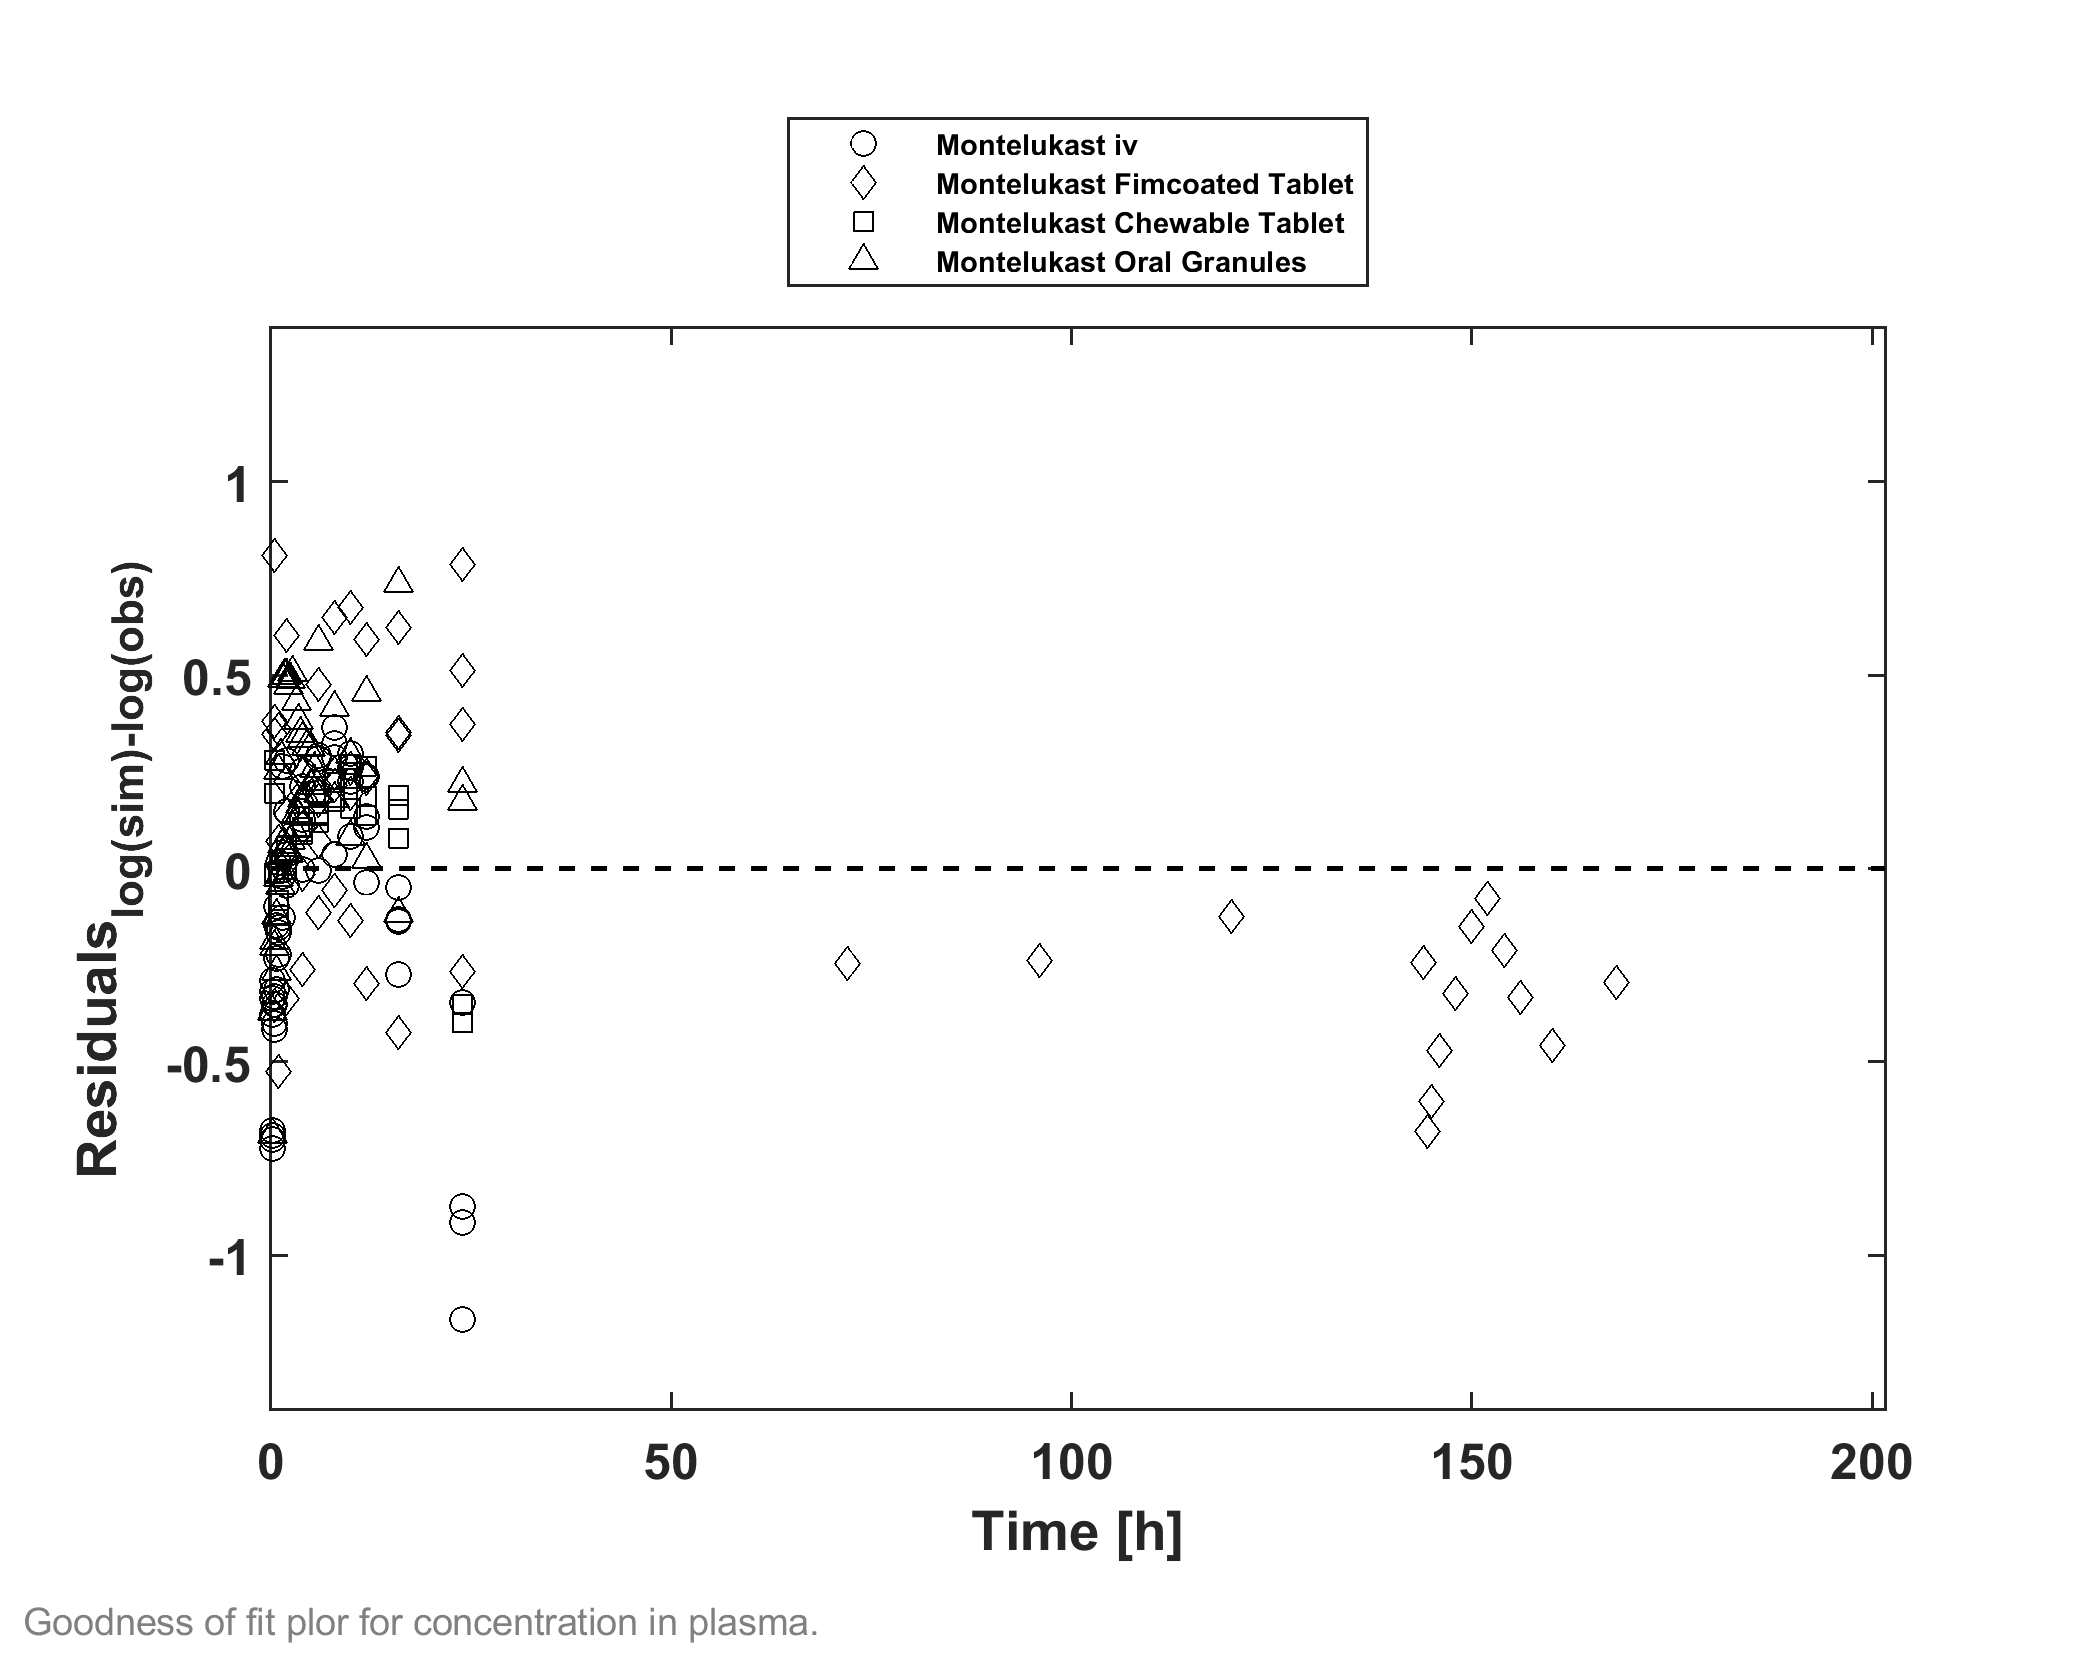 Montelukast iv
Montelukast Fimcoated Tablet
Montelukast Chewable Tablet
Montelukast Oral Granules
1
0.5
0
-0.5
-1
Residuals log(sim)-log(obs)
0 50 100 150 200
Time [h]
Goodness of fit plor for concentration in plasma.